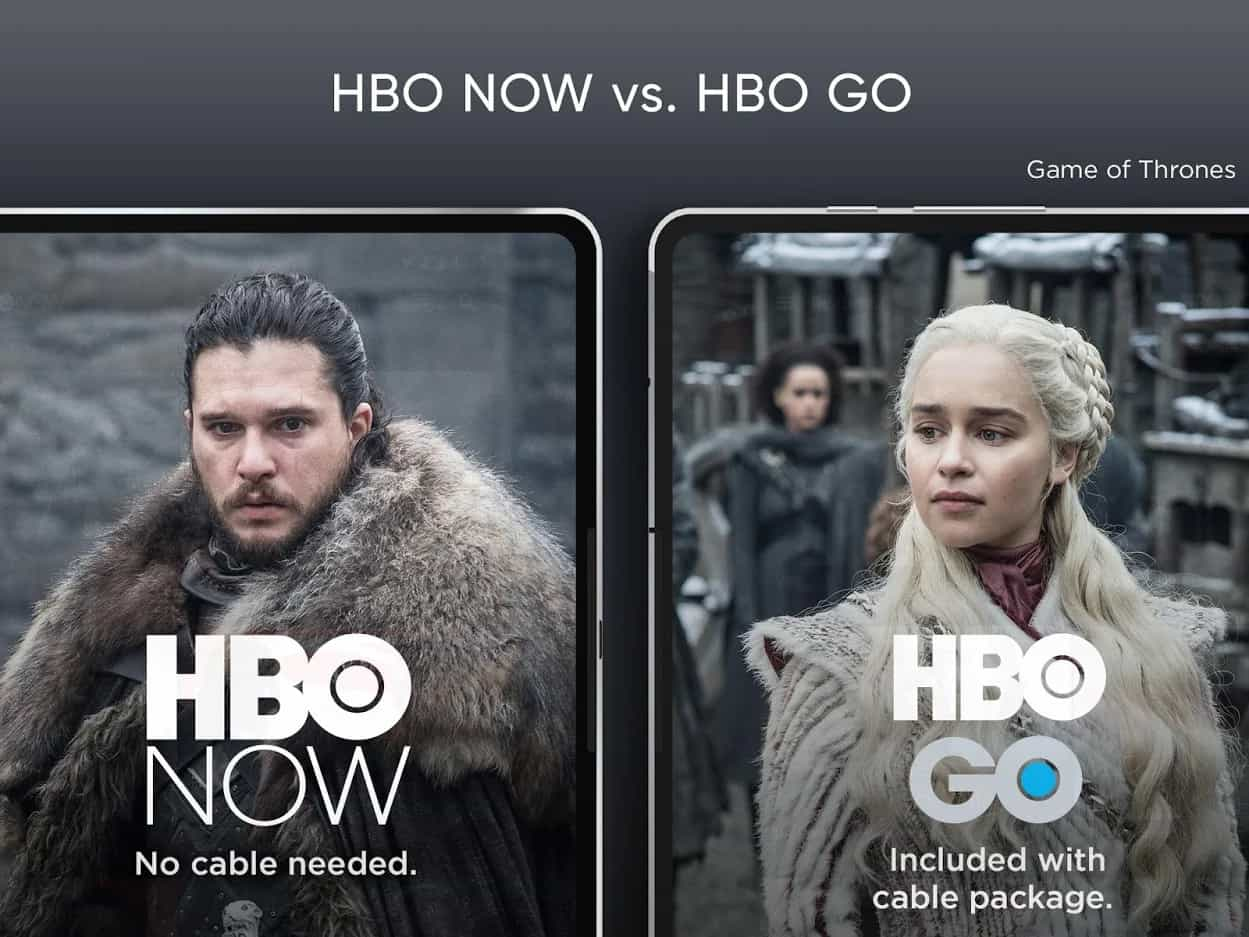 HBO NOW vs. HBO GO
Game of Thrones
HBO
NOW
No cable needed.
HBO
GO
Included with
cable package.